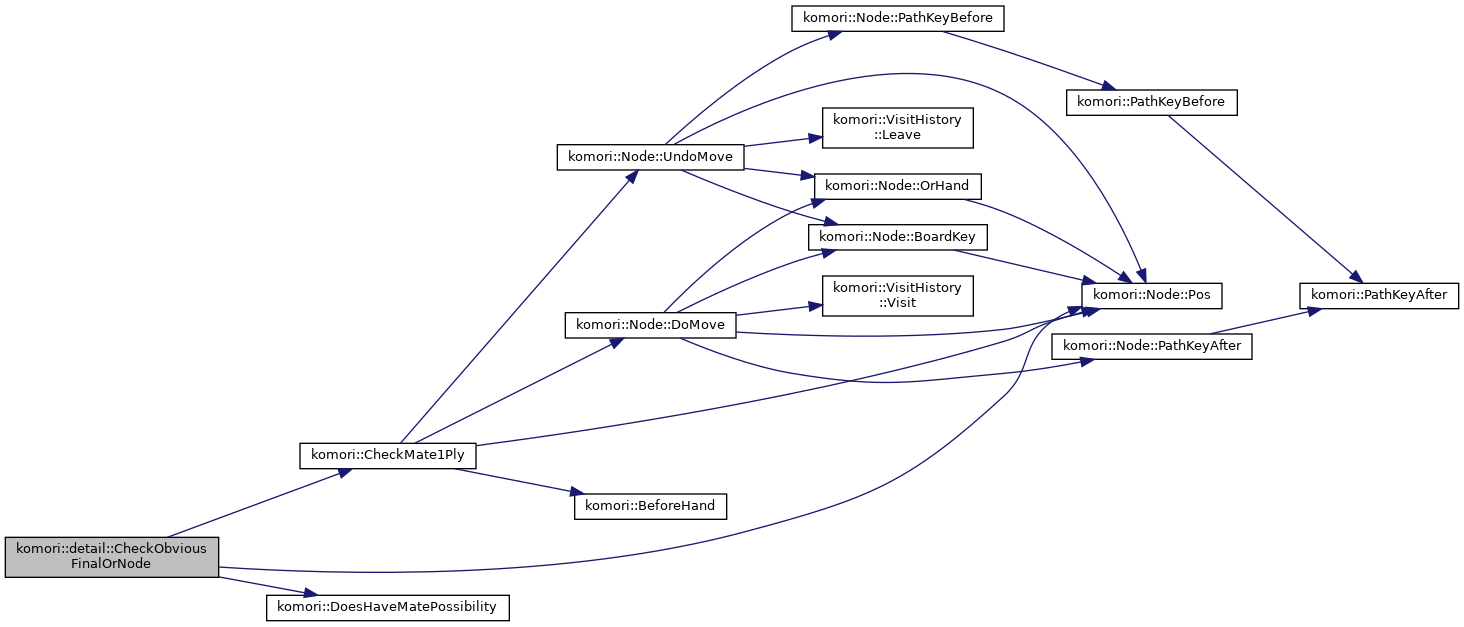 komori::Node::PathKeyBefore
komori::PathKeyBefore
komori::VisitHistory
::Leave
komori::Node::UndoMove
komori::Node::OrHand
komori::Node::BoardKey
komori::VisitHistory
::Visit
komori::Node::Pos
komori::PathKeyAfter
komori::Node::DoMove
komori::Node::PathKeyAfter
komori::CheckMate1Ply
komori::BeforeHand
komori::detail::CheckObvious
FinalOrNode
komori::DoesHaveMatePossibility